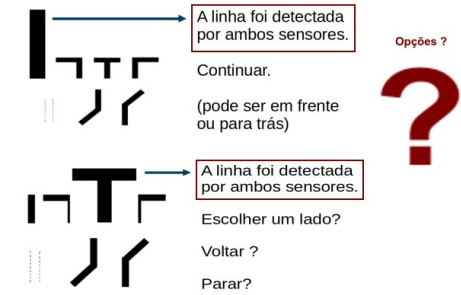 A linha foi detectada
por ambos sensores.
Opções ?
Continuar.
(pode ser em frente
ou para trás)
?
A linha foi detectada
por ambos sensores.
Escolher um lado?
Voltar ?
Parar?